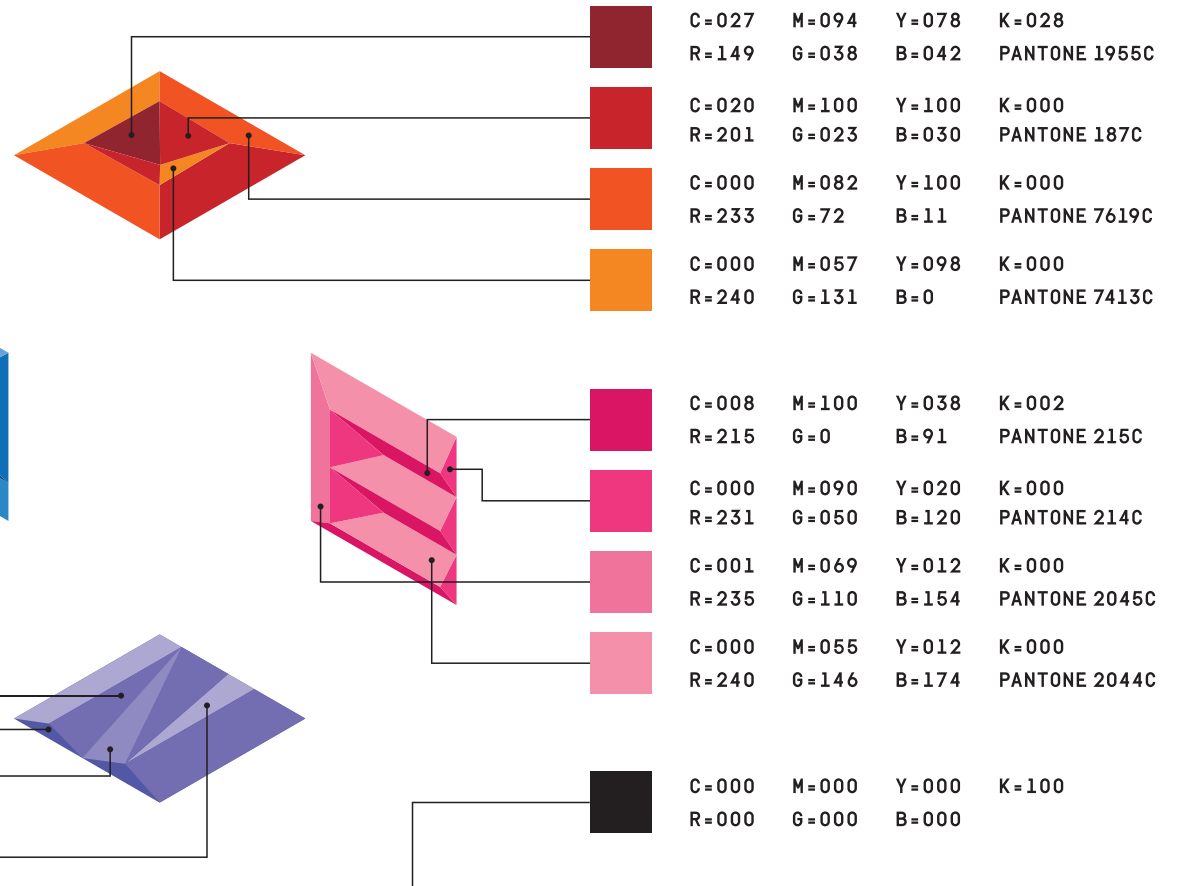 C=027 M=094 Y=078 K=028
R=149 G=038 B=042 PANTONE 1955C
C=020 M=100 Y=100 K=000
R=201 G=023 B=030 PANTONE 187C
C=000 M=082 Y=100 K=000
R=233 G=72 B=11 PANTONE 7619C
C=000 M=057 Y=098 K=000
R=240 G=131 B=0 PANTONE 7413C
C=008 M=100 Y=038 K=002
R=215 G=0 B=91 PANTONE 215C
C=000 M=090 Y=020 K=000
R=231 G=050 B=120 PANTONE 214C
C=001 M=069 Y=012 K=000
R=235 G=110 B=154 PANTONE 2045C
C=000 M=055 Y=012 K=000
R=240 G=146 B=174 PANTONE 2044C
C=000 M=000 Y=000 K=100
R=000 G=000 B=000